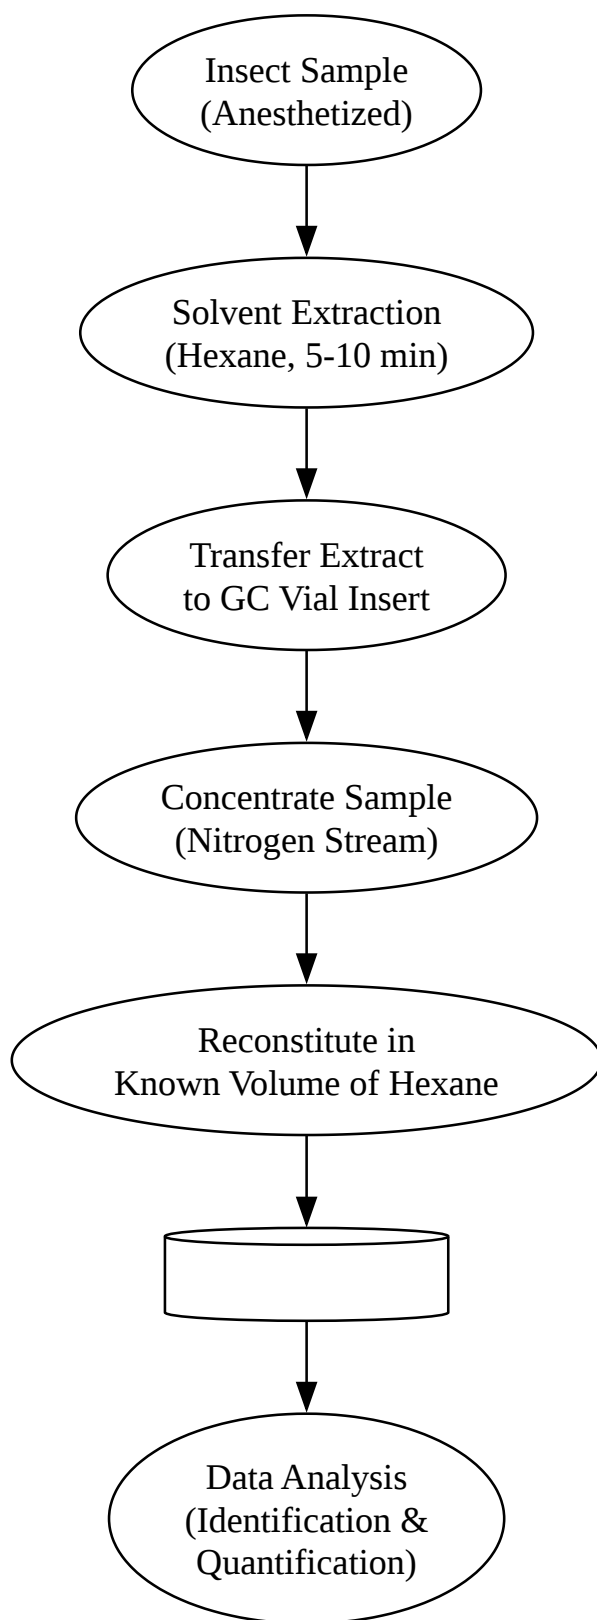 Insect Sample
(Anesthetized)
Solvent Extraction
(Hexane, 5-10 min)
Transfer Extract
to GC Vial Insert
Concentrate Sample
(Nitrogen Stream)
Reconstitute in
Known Volume of Hexane
Data Analysis
(Identification &
Quantification)